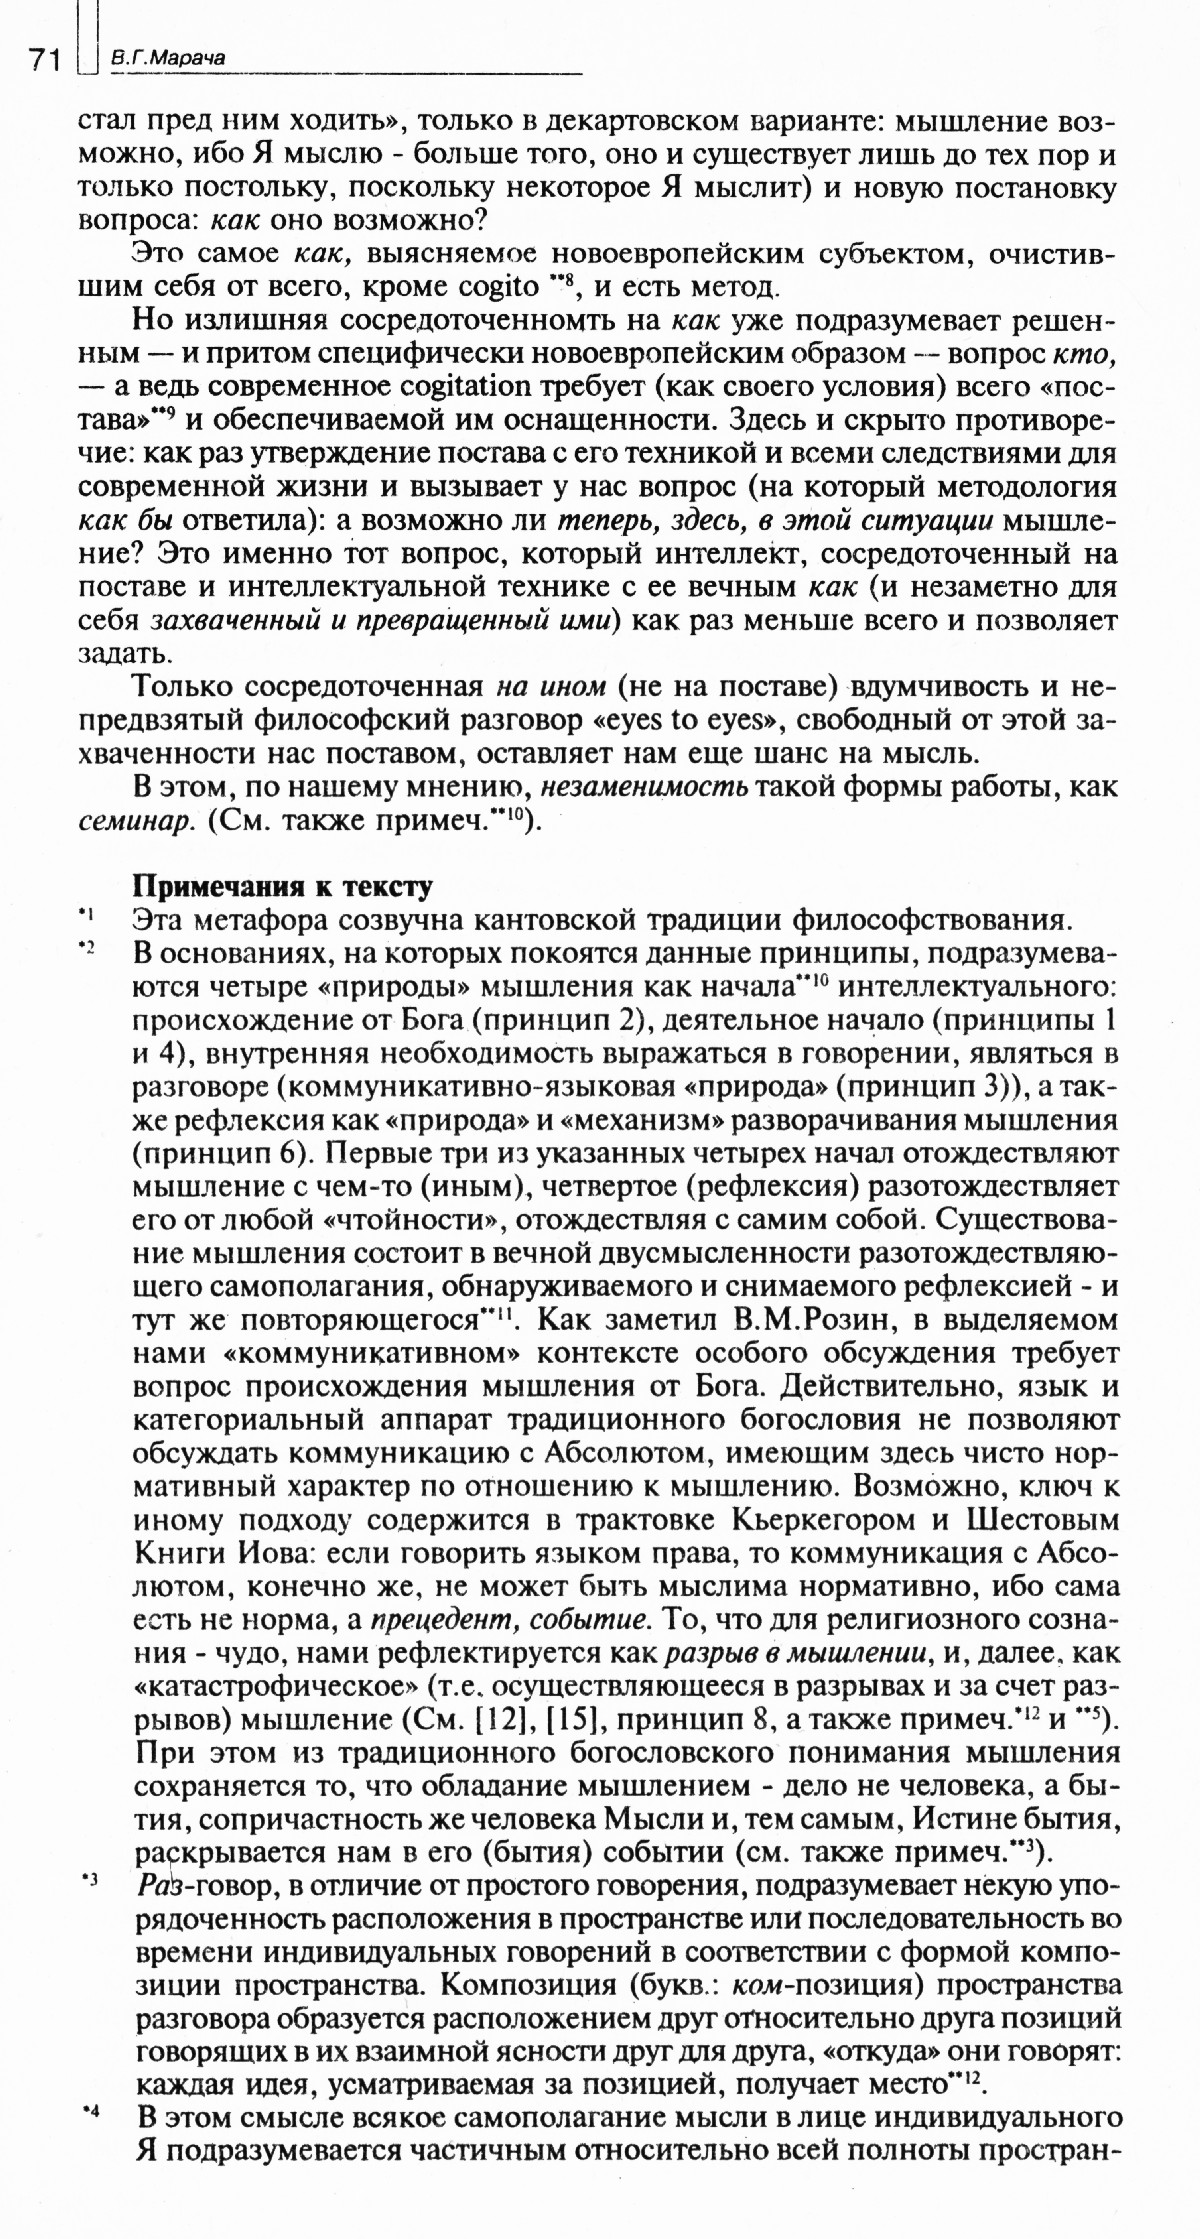 71
В.Г.Марача
стал пред ним ходить», только в декартовском варианте: мышление воз-
можно, ибо Я мыслю - больше того, оно и существует лишь до тех пор и
только постольку, поскольку некоторое Я мыслит) и новую постановку
вопроса: как оно возможно?
Это самое как, выясняемое новоевропейским субъектом, очистив-
шим себя от всего, кроме cogito **8, и есть метод.
Но излишняя сосредоточенномть на как уже подразумевает решен-
ным — и притом специфически новоевропейским образом — вопрос кто,
— а ведь современное cogitation требует (как своего условия) всего «пос-
тава»**9 и обеспечиваемой им оснащенности. Здесь и скрыто противоре-
чие: как раз утверждение постава с его техникой и всеми следствиями для
современной жизни и вызывает у нас вопрос (на который методология
как бы ответила): а возможно ли теперь, здесь, в этой ситуации мышле-
ние? Это именно тот вопрос, который интеллект, сосредоточенный на
поставе и интеллектуальной технике с ее вечным как (и незаметно для
себя захваченный и превращенный ими) как раз меньше всего и позволяет
задать.
Только сосредоточенная на ином (не на поставе) вдумчивость и не-
предвзятый философский разговор «eyes to eyes», свободный от этой за-
хваченности нас поставом, оставляет нам еще шанс на мысль.
В этом, по нашему мнению, незаменимость такой формы работы, как
семинар. (См. также примеч.**10).
Примечания к тексту
*1 Эта метафора созвучна кантовской традиции философствования.
*2 В основаниях, на которых покоятся данные принципы, подразумева-
ются четыре «природы» мышления как начала**10 интеллектуального:
происхождение от Бога (принцип 2), деятельное начало (принципы 1
и 4), внутренняя необходимость выражаться в говорении, являться в
разговоре (коммуникативно-языковая «природа» (принцип 3)), а так-
же рефлексия как «природа» и «механизм» разворачивания мышления
(принцип 6). Первые три из указанных четырех начал отождествляют
мышление с чем-то (иным), четвертое (рефлексия) разотождествляет
его от любой «чтойности», отождествляя с самим собой. Существова-
ние мышления состоит в вечной двусмысленности разотождествляю-
щего самополагания, обнаруживаемого и снимаемого рефлексией - и
тут же повторяющегося**11. Как заметил В.М.Розин, в выделяемом
нами «коммуникативном» контексте особого обсуждения требует
вопрос происхождения мышления от Бога. Действительно, язык и
категориальный аппарат традиционного богословия не позволяют
обсуждать коммуникацию с Абсолютом, имеющим здесь чисто нор-
мативный характер по отношению к мышлению. Возможно, ключ к
иному подходу содержится в трактовке Кьеркегором и Шестовым
Книги Иова: если говорить языком права, то коммуникация с Абсо-
лютом, конечно же, не может быть мыслима нормативно, ибо сама
есть не норма, а прецедент, событие. То, что для религиозного созна-
ния - чудо, нами рефлектируется как разрыв в мышлении, и, далее, как
«катастрофическое» (т.е. осуществляющееся в разрывах и за счет раз-
рывов) мышление (См. [12], [15], принцип 8, а также примеч.*12 и **5).
При этом из традиционного богословского понимания мышления
сохраняется то, что обладание мышлением - дело не человека, а бы-
тия, сопричастность же человека Мысли и, тем самым, Истине бытия,
раскрывается нам в его (бытия) событии (см. также примеч.**3).
*3 Раз-говор, в отличие от простого говорения, подразумевает некую упо-
рядоченность расположения в пространстве или последовательность во
времени индивидуальных говорений в соответствии с формой компо-
зиции пространства. Композиция (букв.: ком-позиция) пространства
разговора образуется расположением друг относительно друга позиций
говорящих в их взаимной ясности друг для друга, «откуда» они говорят:
каждая идея, усматриваемая за позицией, получает место**12.
*4 В этом смысле всякое самополагание мысли в лице индивидуального
Я подразумевается частичным относительно всей полноты простран-